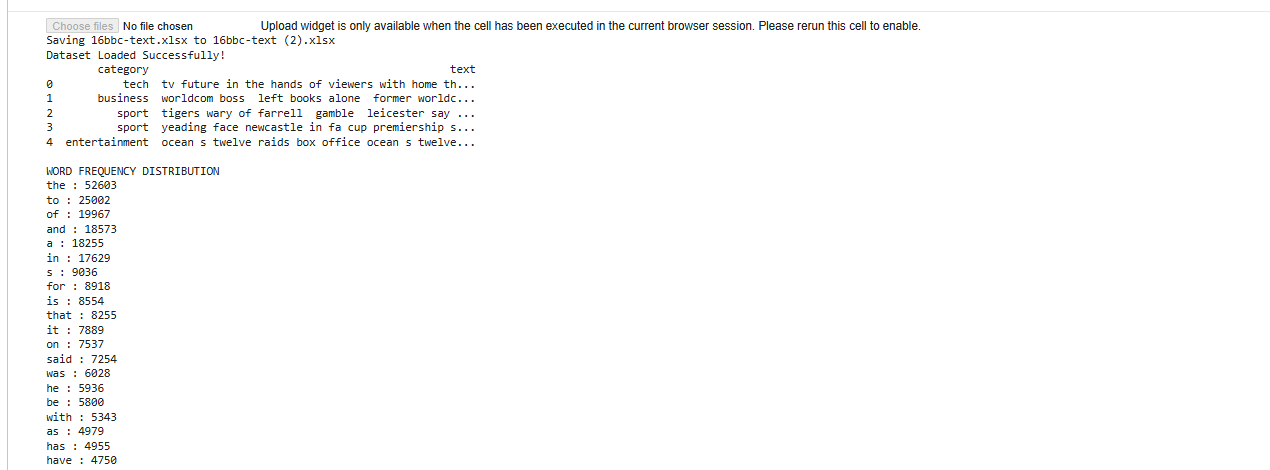 Choose files No file chosen Upload widget is only available when the cell has been executed in the current browser session. Please rerun this cell to enable.
Saving 16bbc-text.xlsx to 16bbc-text (2).xlsx
Dataset Loaded Successfully!
category text
0 tech tv future in the hands of viewers with home th...
1 business worldcom boss  left books alone  former worldc...
2 sport tigers wary of farrell  gamble  leicester say ...
3 sport yeading face newcastle in fa cup premiership s...
4 entertainment ocean s twelve raids box office ocean s twelve...
WORD FREQUENCY DISTRIBUTION
the : 52603
to : 25002
of : 19967
and : 18573
a : 18255
in : 17629
s : 9036
for : 8918
is : 8554
that : 8255
it : 7889
on : 7537
said : 7254
was : 6028
he : 5936
be : 5800
with : 5343
as : 4979
has : 4955
have : 4750